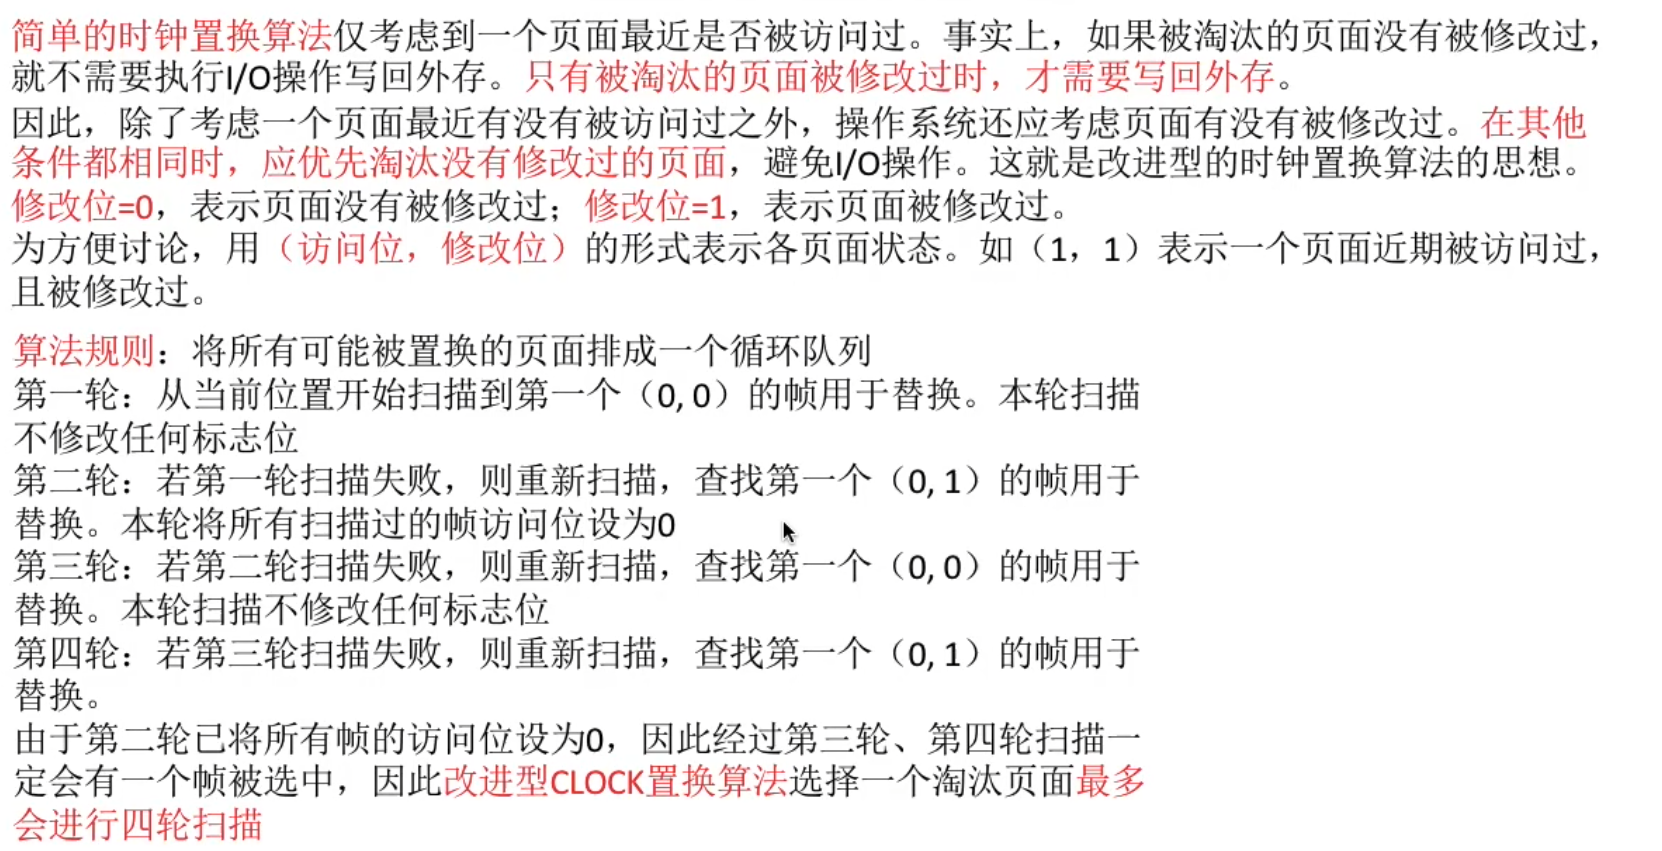 简单的时钟置换算法仅考虑到一个页面最近是否被访问过。事实上，如果被淘汰的页面没有被修改过，
就不需要执行I/O操作写回外存。只有被淘汰的页面被修改过时，才需要写回外存。
因此，除了考虑一个页面最近有没有被访问过之外，操作系统还应考虑页面有没有被修改过。在其他
条件都相同时，应优先淘汰没有修改过的页面，避免I/O操作。这就是改进型的时钟置换算法的思想。
修改位=0，表示页面没有被修改过；修改位=1，表示页面被修改过。
为方便讨论，用（访问位，修改位）的形式表示各页面状态。如（1，1）表示一个页面近期被访问过，
且被修改过。
算法规则：将所有可能被置换的页面排成一个循环队列
第一轮：从当前位置开始扫描到第一个（0, 0）的帧用于替换。本轮扫描
不修改任何标志位
第二轮：若第一轮扫描失败，则重新扫描，查找第一个（0, 1）的帧用于
替换。本轮将所有扫描过的帧访问位设为0
第三轮：若第二轮扫描失败，则重新扫描，查找第一个（0, 0）的帧用于
替换。本轮扫描不修改任何标志位
第四轮：若第三轮扫描失败，则重新扫描，查找第一个（0, 1）的帧用于
替换。
由于第二轮已将所有帧的访问位设为0，因此经过第三轮、第四轮扫描一
定会有一个帧被选中，因此改进型CLOCK置换算法选择一个淘汰页面最多
会进行四轮扫描